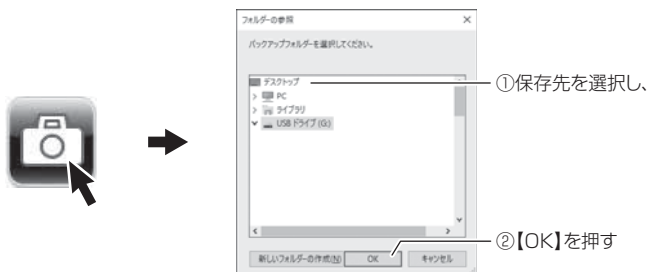 フォルダーの参照
バックアップフォルダーを選択してください。
デスクトップ
PC
ライブラリ
USB ドライブ (G:)
①保存先を選択し、
新しいフォルダーの作成(N)
OK
キャンセル
②【OK】を押す